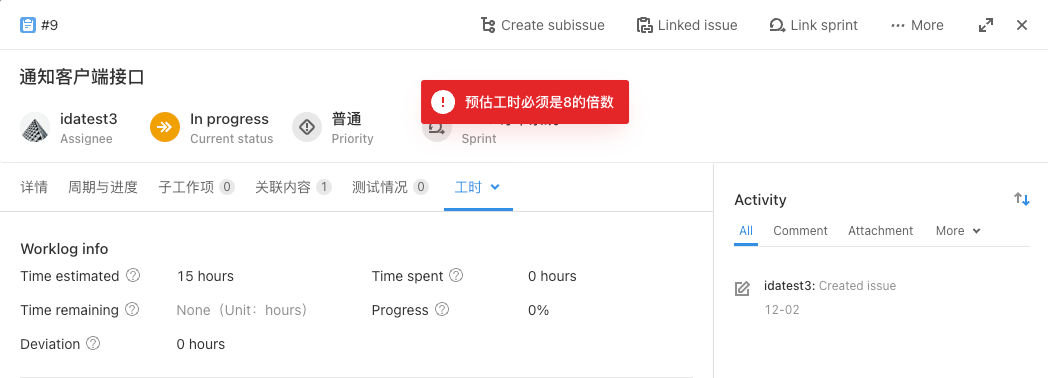 #9 Create subissue Linked issue Link sprint More
通知客户端接口
预估工时必须是8的倍数
idatest3 In progress 普通
Assignee Current status Priority Sprint
详情 周期与进度 子工作项 0 关联内容 1 测试情况 0 工时
Worklog info
Time estimated 15 hours Time spent 0 hours
Time remaining None（Unit：hours） Progress 0%
Deviation 0 hours
Activity
All Comment Attachment More
idatest3: Created issue
12-02